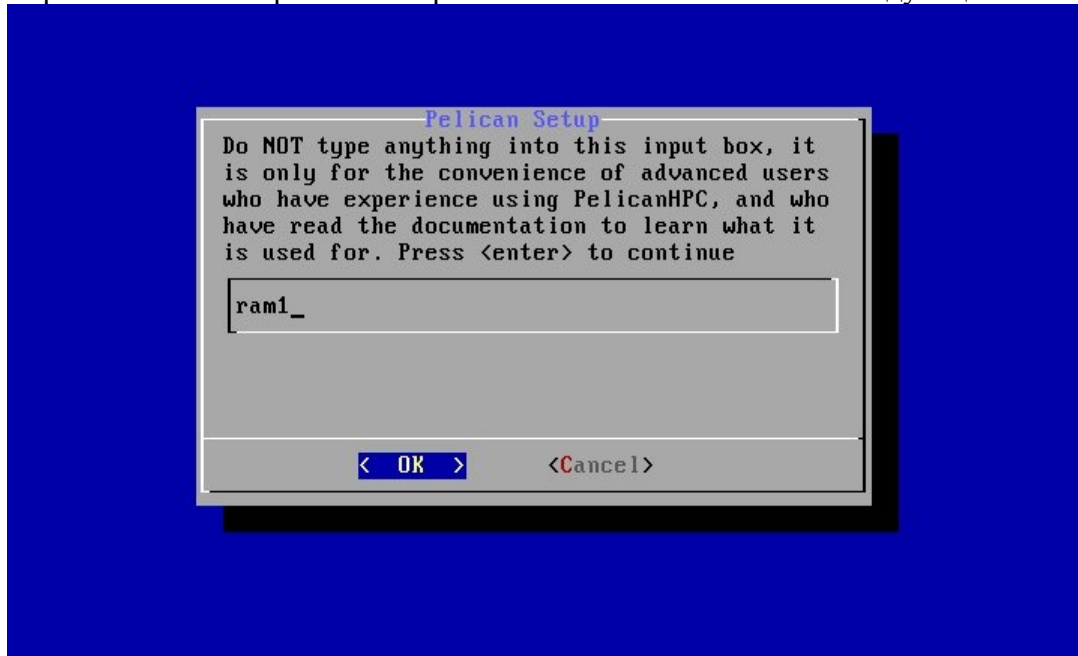 Pelican Setup
Do NOT type anything into this input box, it
is only for the convenience of advanced users
who have experience using PelicanHPC, and who
have read the documentation to learn what it
is used for. Press <enter> to continue
ram1_
< OK > <Cancel>